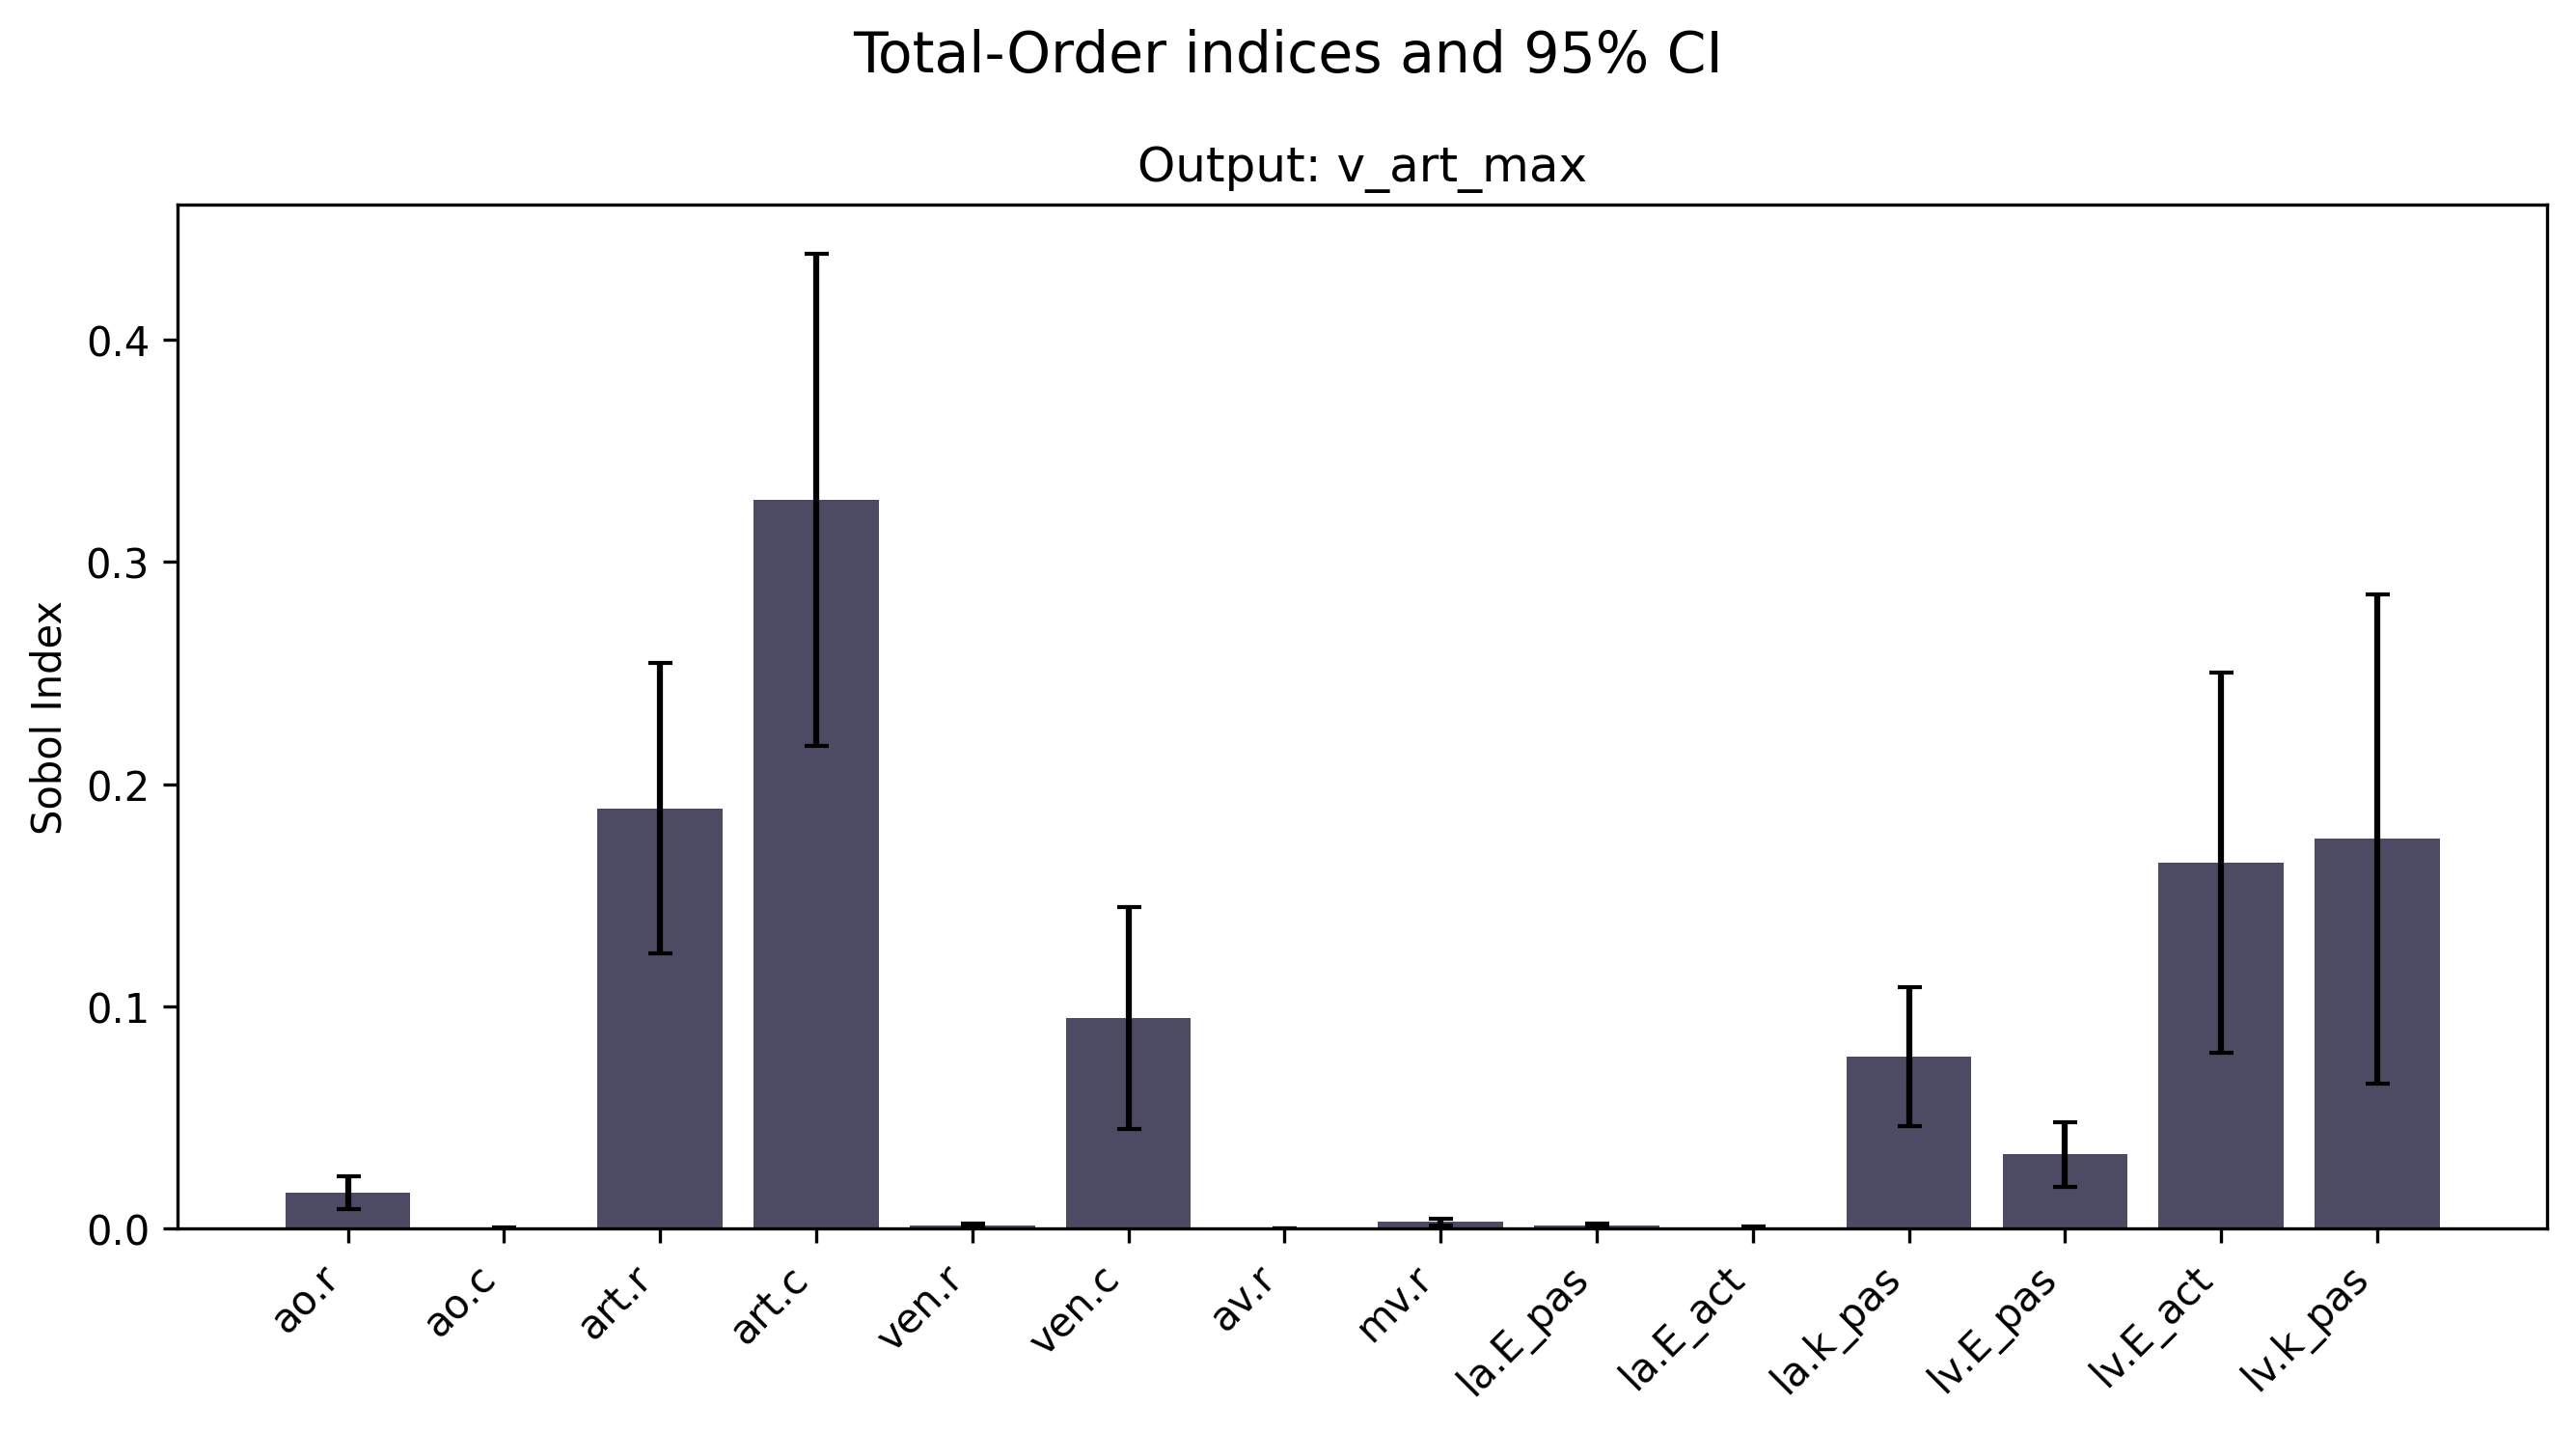 Total-Order indices and 95% CI
Output: v_art_max
Sobol Index
0.4
0.3
0.2
0.1
0.0
ao.r
ao.c
art.r
art.c
ven.r
ven.c
av.r
mv.r
la.E_pas
la.E_act
la.k_pas
lv.E_pas
lv.E_act
lv.k_pas